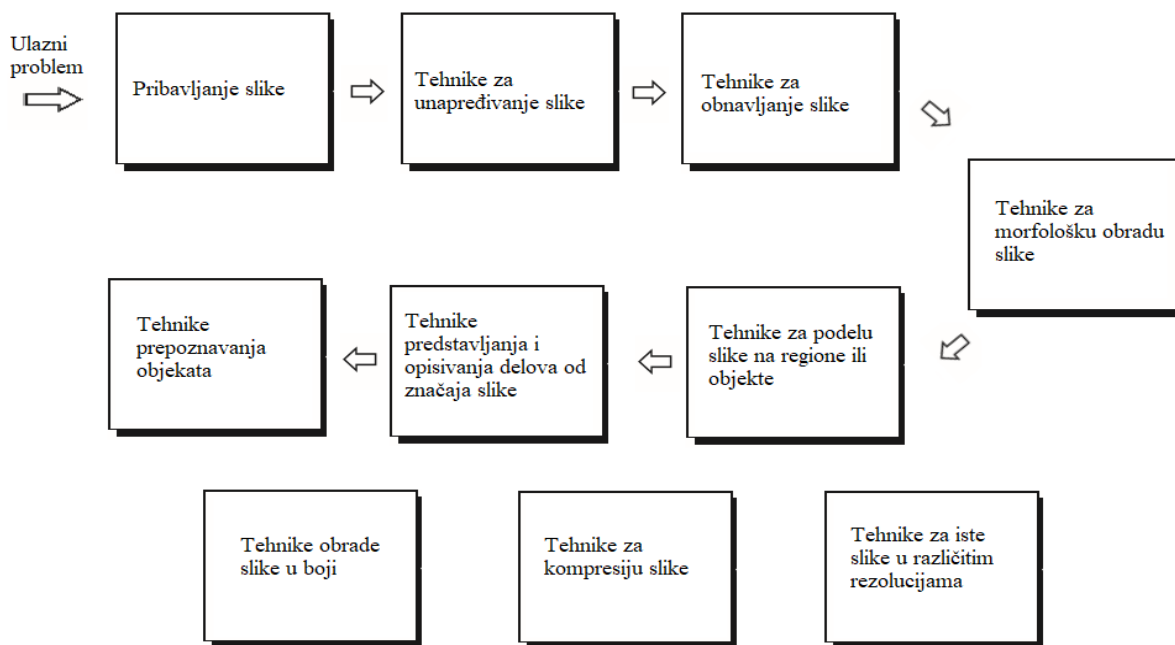 Ulazni
problem
Pribavljanje slike
Tehnike za
unapređivanje slike
Tehnike za
obnavljanje slike
Tehnike za
morfološku obradu
slike
Tehnike za podelu
slike na regione ili
objekte
Tehnike
predstavljanja i
opisivanja delova od
značaja slike
Tehnike
prepoznavanja
objekata
Tehnike obrade
slike u boji
Tehnike za
kompresiju slike
Tehnike za iste
slike u različitim
rezolucijama